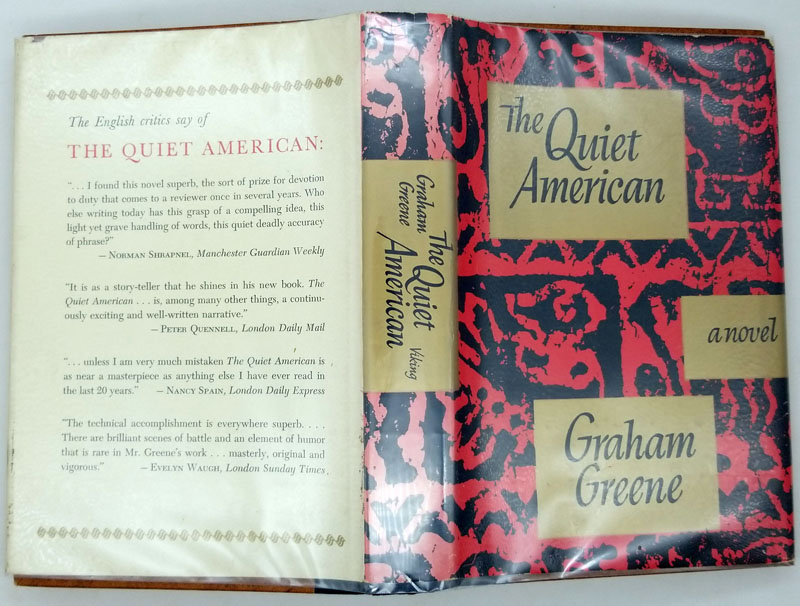 The English critics say of
THE QUIET AMERICAN:
“. . . I found this novel superb, the sort of prize for devotion
to duty that comes to a reviewer once in several years. Who
else writing today has this grasp of a compelling idea, this
light yet grave handling of words, this quiet deadly accuracy
of phrase?”
— NORMAN SHRAPNEL, Manchester Guardian Weekly
“It is as a story-teller that he shines in his new book. The
Quiet American . . . is, among many other things, a continu-
ously exciting and well-written narrative.”
— PETER QUENNELL, London Daily Mail
“. . . unless I am very much mistaken The Quiet American is
as near a masterpiece as anything else I have ever read in
the last 20 years.” — NANCY SPAIN, London Daily Express
“The technical accomplishment is everywhere superb. . . .
There are brilliant scenes of battle and an element of humor
that is rare in Mr. Greene’s work . . . masterly, original and
vigorous.” — EVELYN WAUGH, London Sunday Times
Graham
Greene
The Quiet
American
Viking
The
Quiet
American
a novel
Graham
Greene